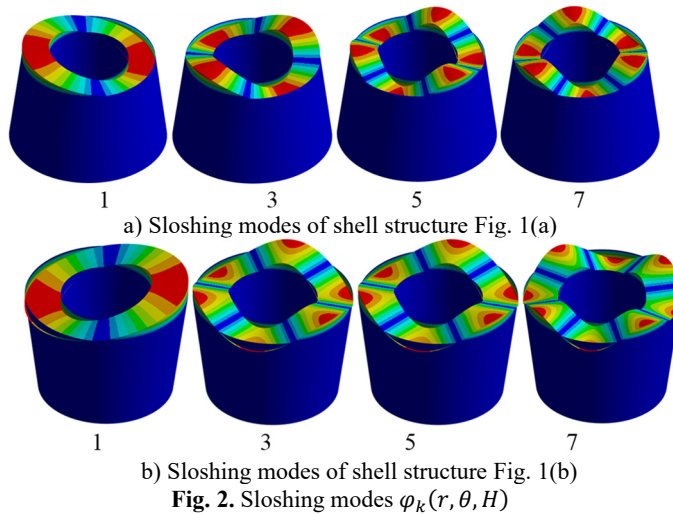 1 3 5 7
a) Sloshing modes of shell structure Fig. 1(a)
1 3 5 7
b) Sloshing modes of shell structure Fig. 1(b)
Fig. 2. Sloshing modes 𝜑𝑘(𝑟, 𝜃, 𝐻)